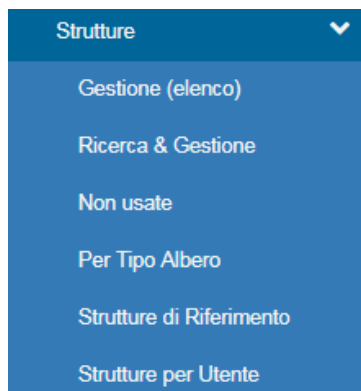 Strutture
Gestione (elenco)
Ricerca & Gestione
Non usate
Per Tipo Albero
Strutture di Riferimento
Strutture per Utente